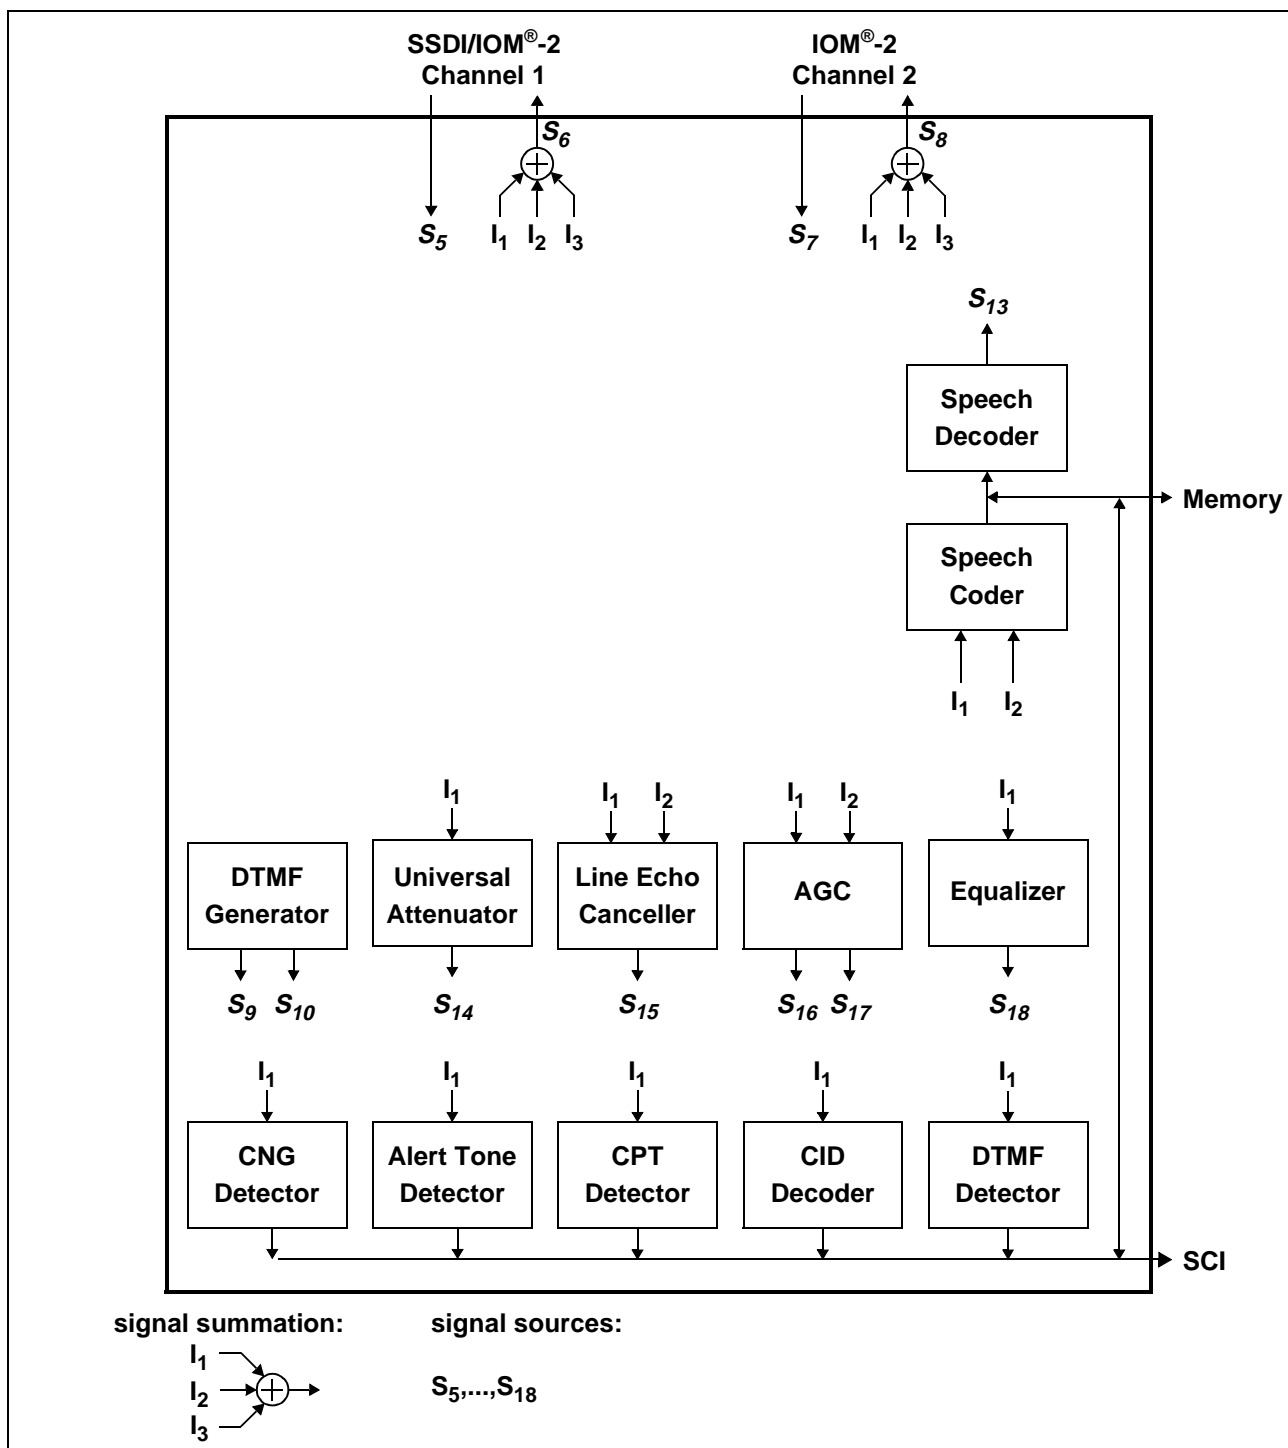 SSDI/IOM®-2 IOM®-2
Channel 1 Channel 2
S6 S8
S5 I1 I2 I3 S7 I1 I2 I3
S13
Speech
Decoder
Memory
Speech
Coder
I1 I2
I1 I1 I2 I1 I2 I1
DTMF
Generator
Universal
Attenuator
Line Echo
Canceller
AGC
Equalizer
S9 S10 S14 S15 S16 S17 S18
I1 I1 I1 I1 I1
CNG
Detector
Alert Tone
Detector
CPT
Detector
CID
Decoder
DTMF
Detector
SCI
signal summation: signal sources:
I1
I2
I3
S5,...,S18